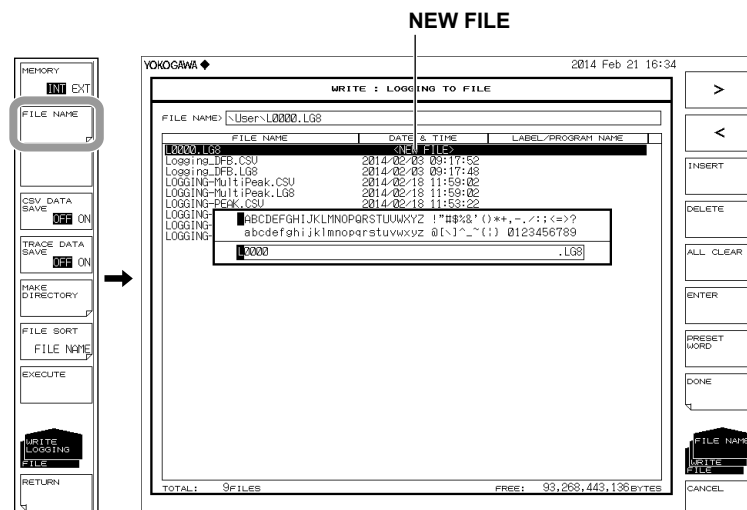 NEW FILE
MEMORY
INT EXT
FILE NAME
CSV DATA
SAVE
OFF ON
TRACE DATA
SAVE
OFF ON
MAKE
DIRECTORY
FILE SORT
FILE NAME
EXECUTE
WRITE
LOGGING
FILE
RETURN
YOKOGAWA ◆ 2014 Feb 21 16:34
WRITE : LOGGING TO FILE
FILE NAME> \User\L0000.LG8
FILE NAME DATE & TIME LABEL/PROGRAM NAME
L0000.LG8 <NEW FILE>
Logging_DFB.CSV 2014/02/03 09:17:52
Logging_DFB.LG8 2014/02/03 09:17:48
LOGGING-MultiPeak.CSV 2014/02/18 11:59:02
LOGGING-MultiPeak.LG8 2014/02/18 11:59:02
LOGGING-PEAK.CSV 2014/02/18 11:53:22
LOGGING-
LOGGING-
LOGGING-
ABCDEFGHIJKLMNOPQRSTUVWXYZ !"#$%&'()*+,-./:;<=>?
abcdefghijklmnopqrstuvwxyz @[\]^_~{¦} 0123456789
L0000 .LG8
TOTAL: 9FILES FREE: 93,268,443,136BYTES
>
<
INSERT
DELETE
ALL CLEAR
ENTER
PRESET
WORD
DONE
FILE NAME
WRITE
FILE
CANCEL